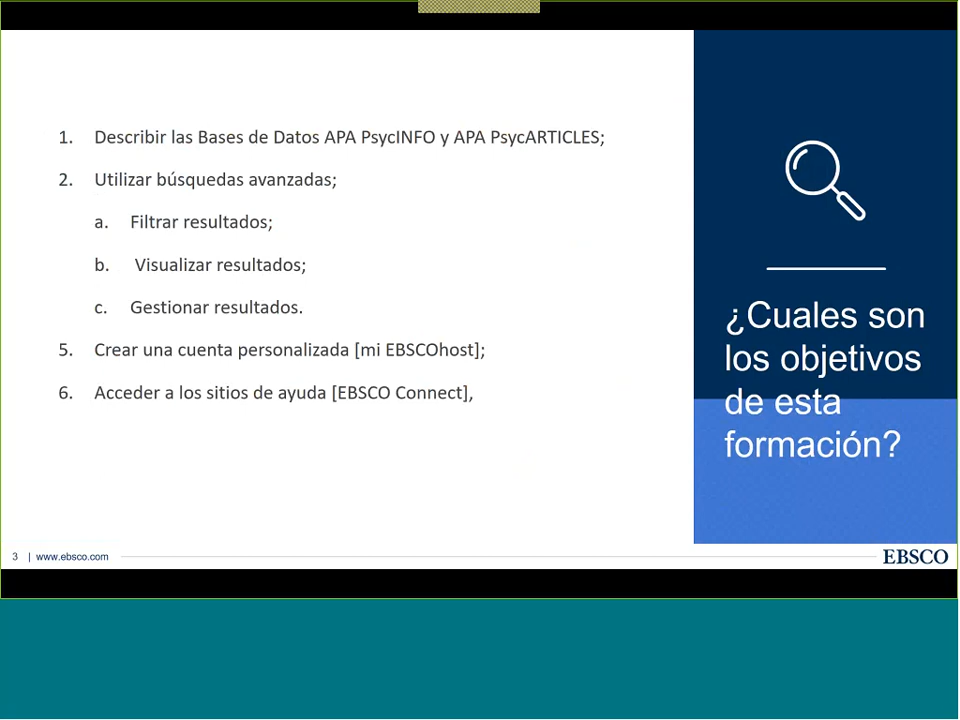 1. Describir las Bases de Datos APA PsycINFO y APA PsycARTICLES;
2. Utilizar búsquedas avanzadas;
a. Filtrar resultados;
b. Visualizar resultados;
c. Gestionar resultados.
5. Crear una cuenta personalizada [mi EBSCOhost];
6. Acceder a los sitios de ayuda [EBSCO Connect],
¿Cuales son
los objetivos
de esta
formación?
3 | www.ebsco.com
EBSCO